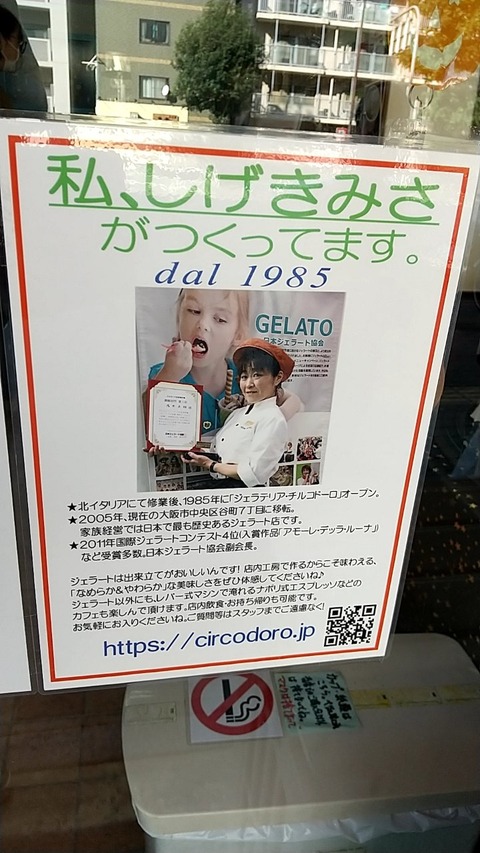 私、しげきみさ
がつくってます。
dal 1985
GELATO
日本ジェラート協会
★北イタリアにて修業後、1985年に「ジェラテリア・チルコドーロ」オープン。
★2005年、現在の大阪市中央区谷町7丁目に移転。
家族経営では日本で最も歴史あるジェラート店です。
★2011年国際ジェラートコンテスト4位(入賞作品「アモーレ・デッラ・ルーナ」)
など受賞多数。日本ジェラート協会副会長。
ジェラートは出来立てがおいしいんです! 店内工房で作るからこそ味わえる、
「なめらか&やわらか」な美味しさをぜひ体感してくださいね♪
ジェラート以外にもレバー式マシンで淹れるナポリ式エスプレッソなどの
カフェも楽しんで頂けます。店内飲食・お持ち帰りも可能です。
お気軽にお入りくださいね。ご質問等はスタッフまでご遠慮なく!
https://circodoro.jp